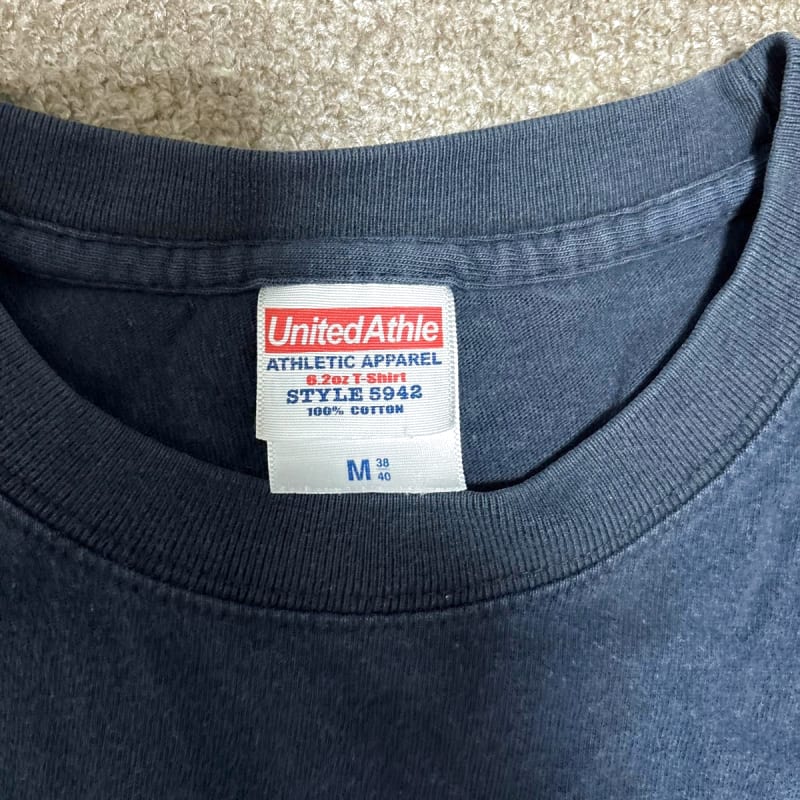 UnitedAthle
ATHLETIC APPAREL
6.2oz T-Shirt
STYLE 5942
100% COTTON
M 38/40